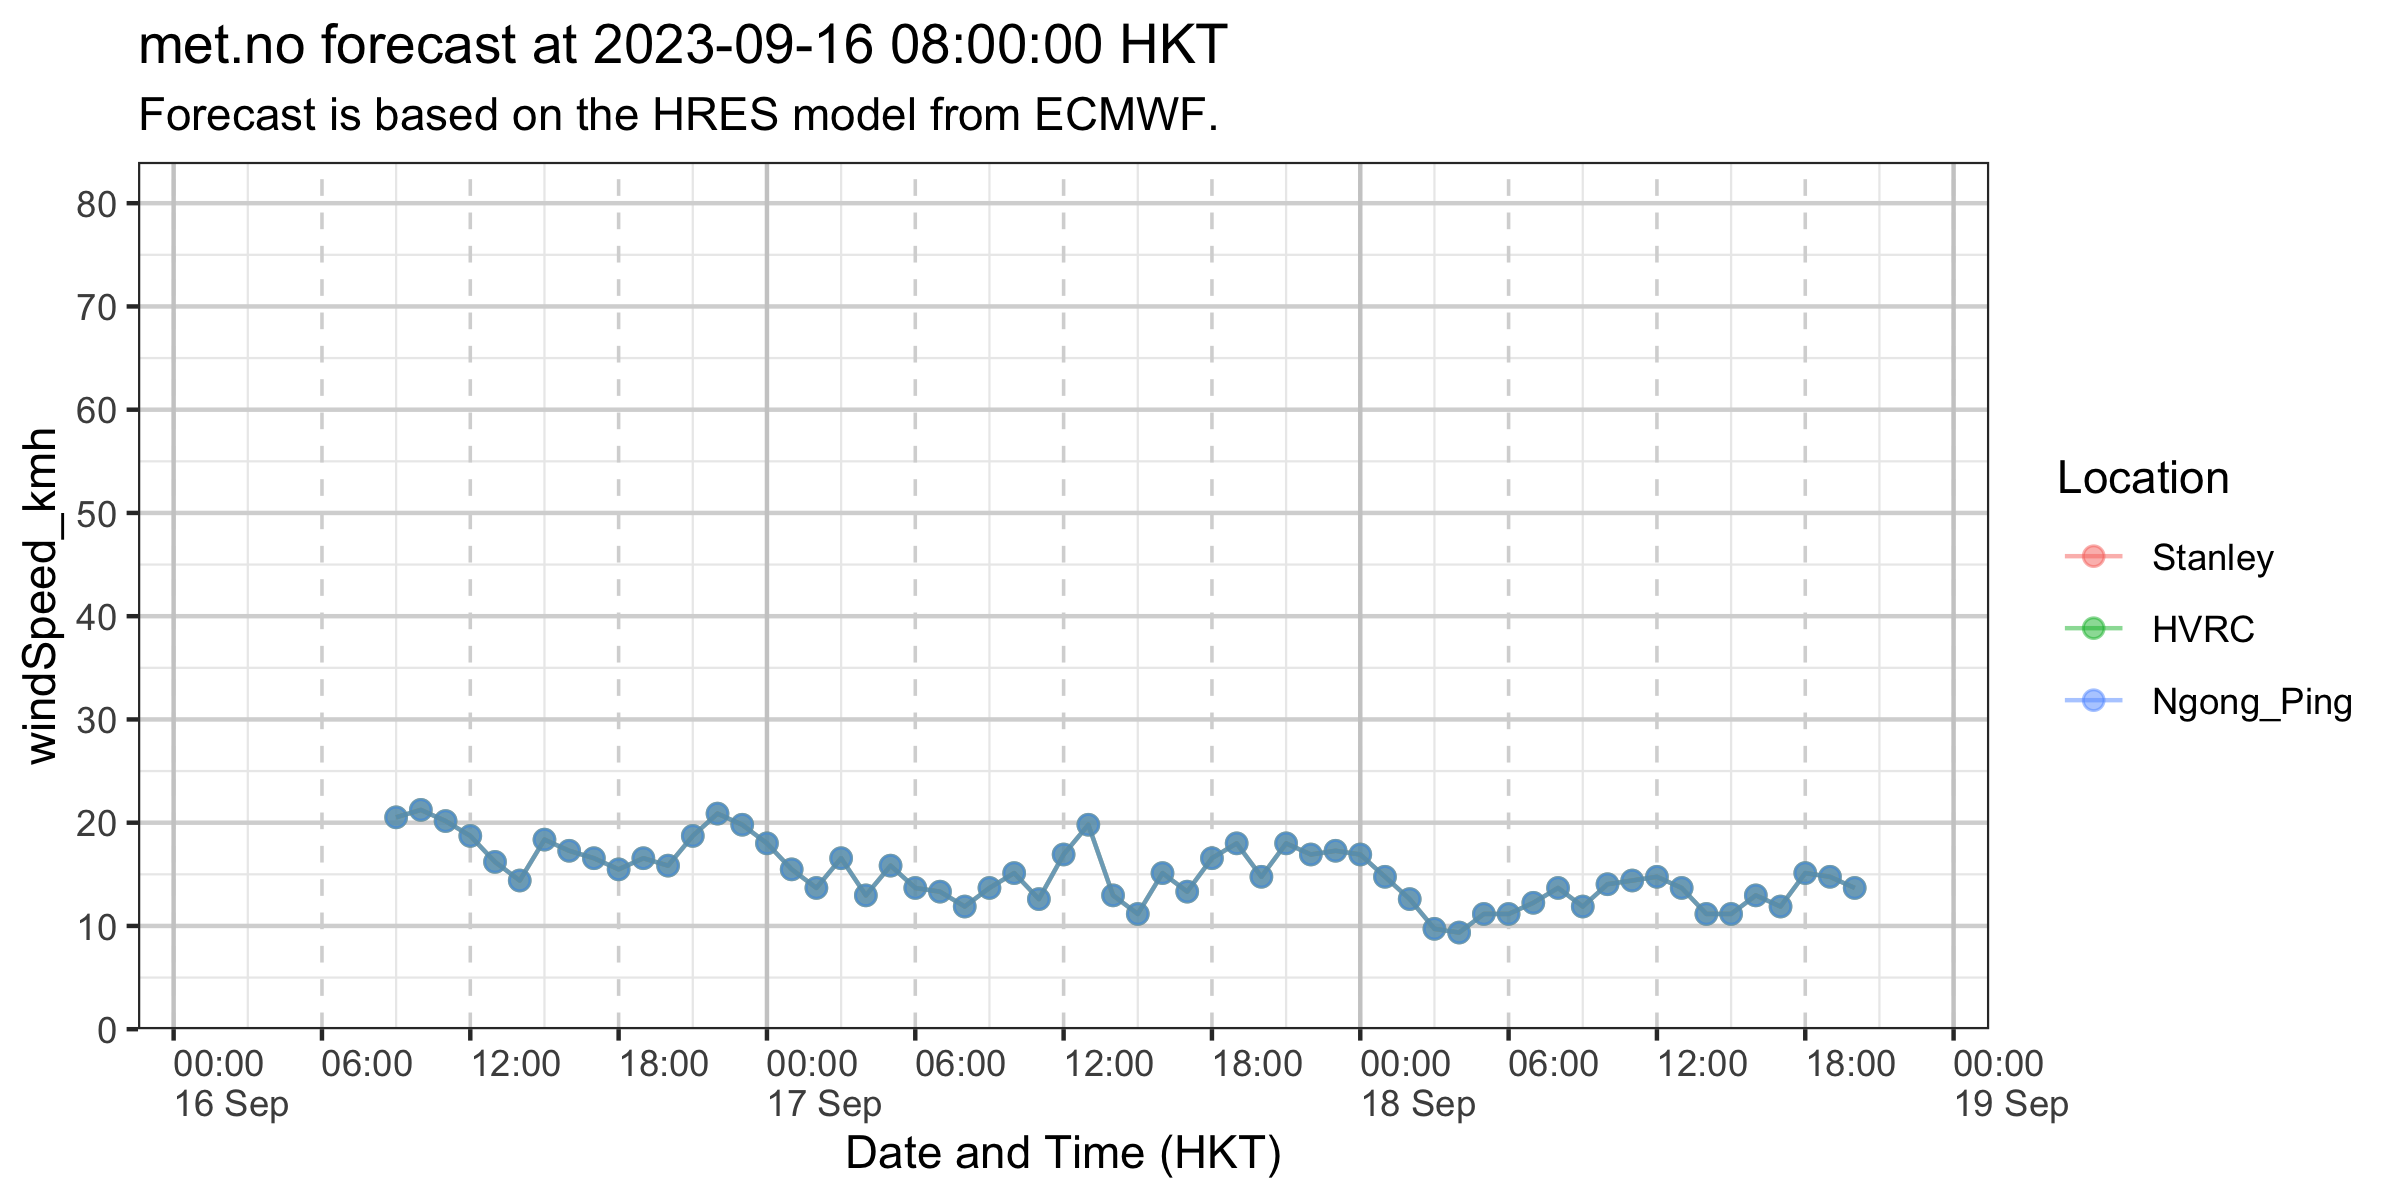 met.no forecast at 2023-09-16 08:00:00 HKT
Forecast is based on the HRES model from ECMWF.
windSpeed_kmh
80
70
60
50
40
30
20
10
0
00:00 06:00 12:00 18:00 00:00 06:00 12:00 18:00 00:00 06:00 12:00 18:00 00:00
16 Sep 17 Sep 18 Sep 19 Sep
Date and Time (HKT)
Location
Stanley
HVRC
Ngong_Ping